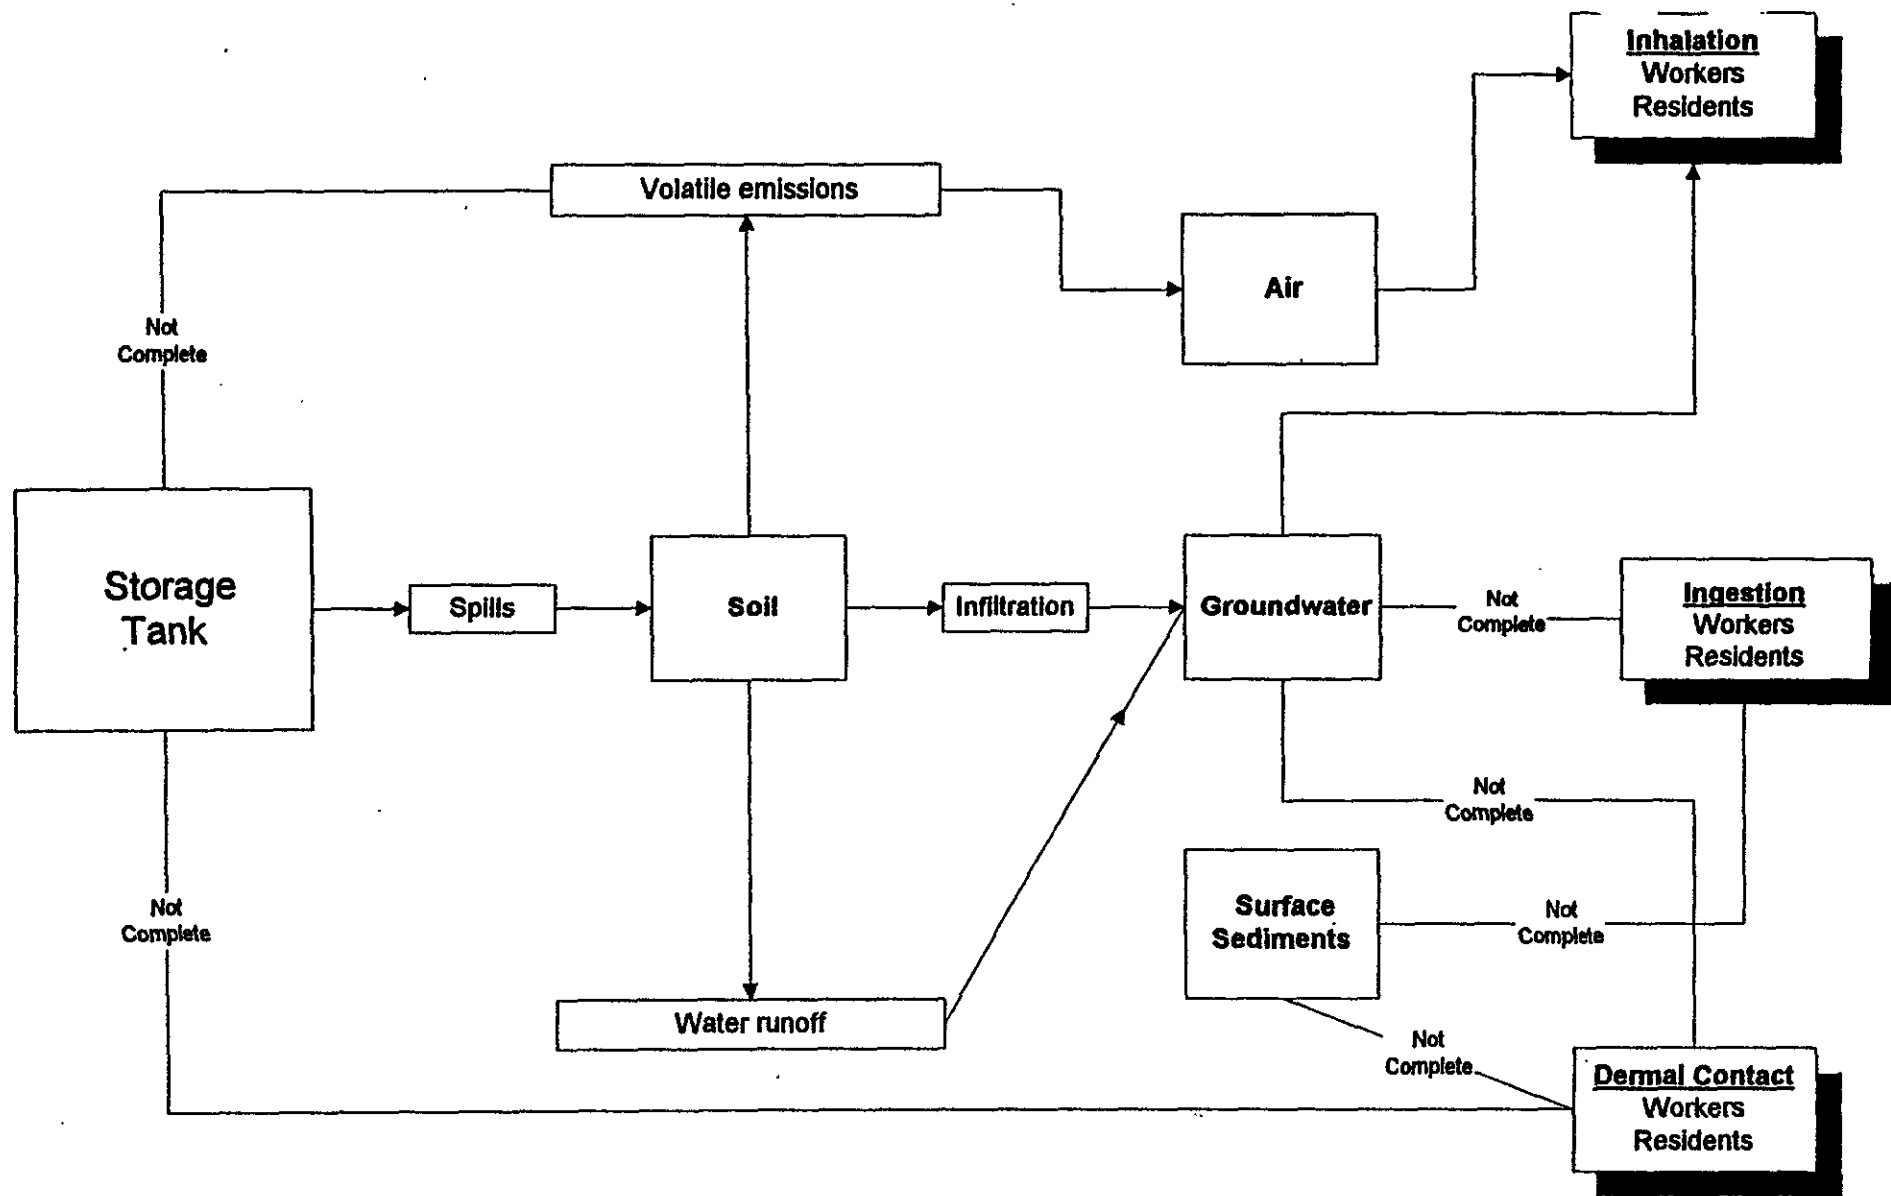 Inhalation
Workers
Residents
Volatile emissions
Air
Not
Complete
Storage
Tank
Spills
Soil
Infiltration
Groundwater
Not
Complete
Ingestion
Workers
Residents
Not
Complete
Not
Complete
Surface
Sediments
Not
Complete
Water runoff
Not
Complete
Dermal Contact
Workers
Residents